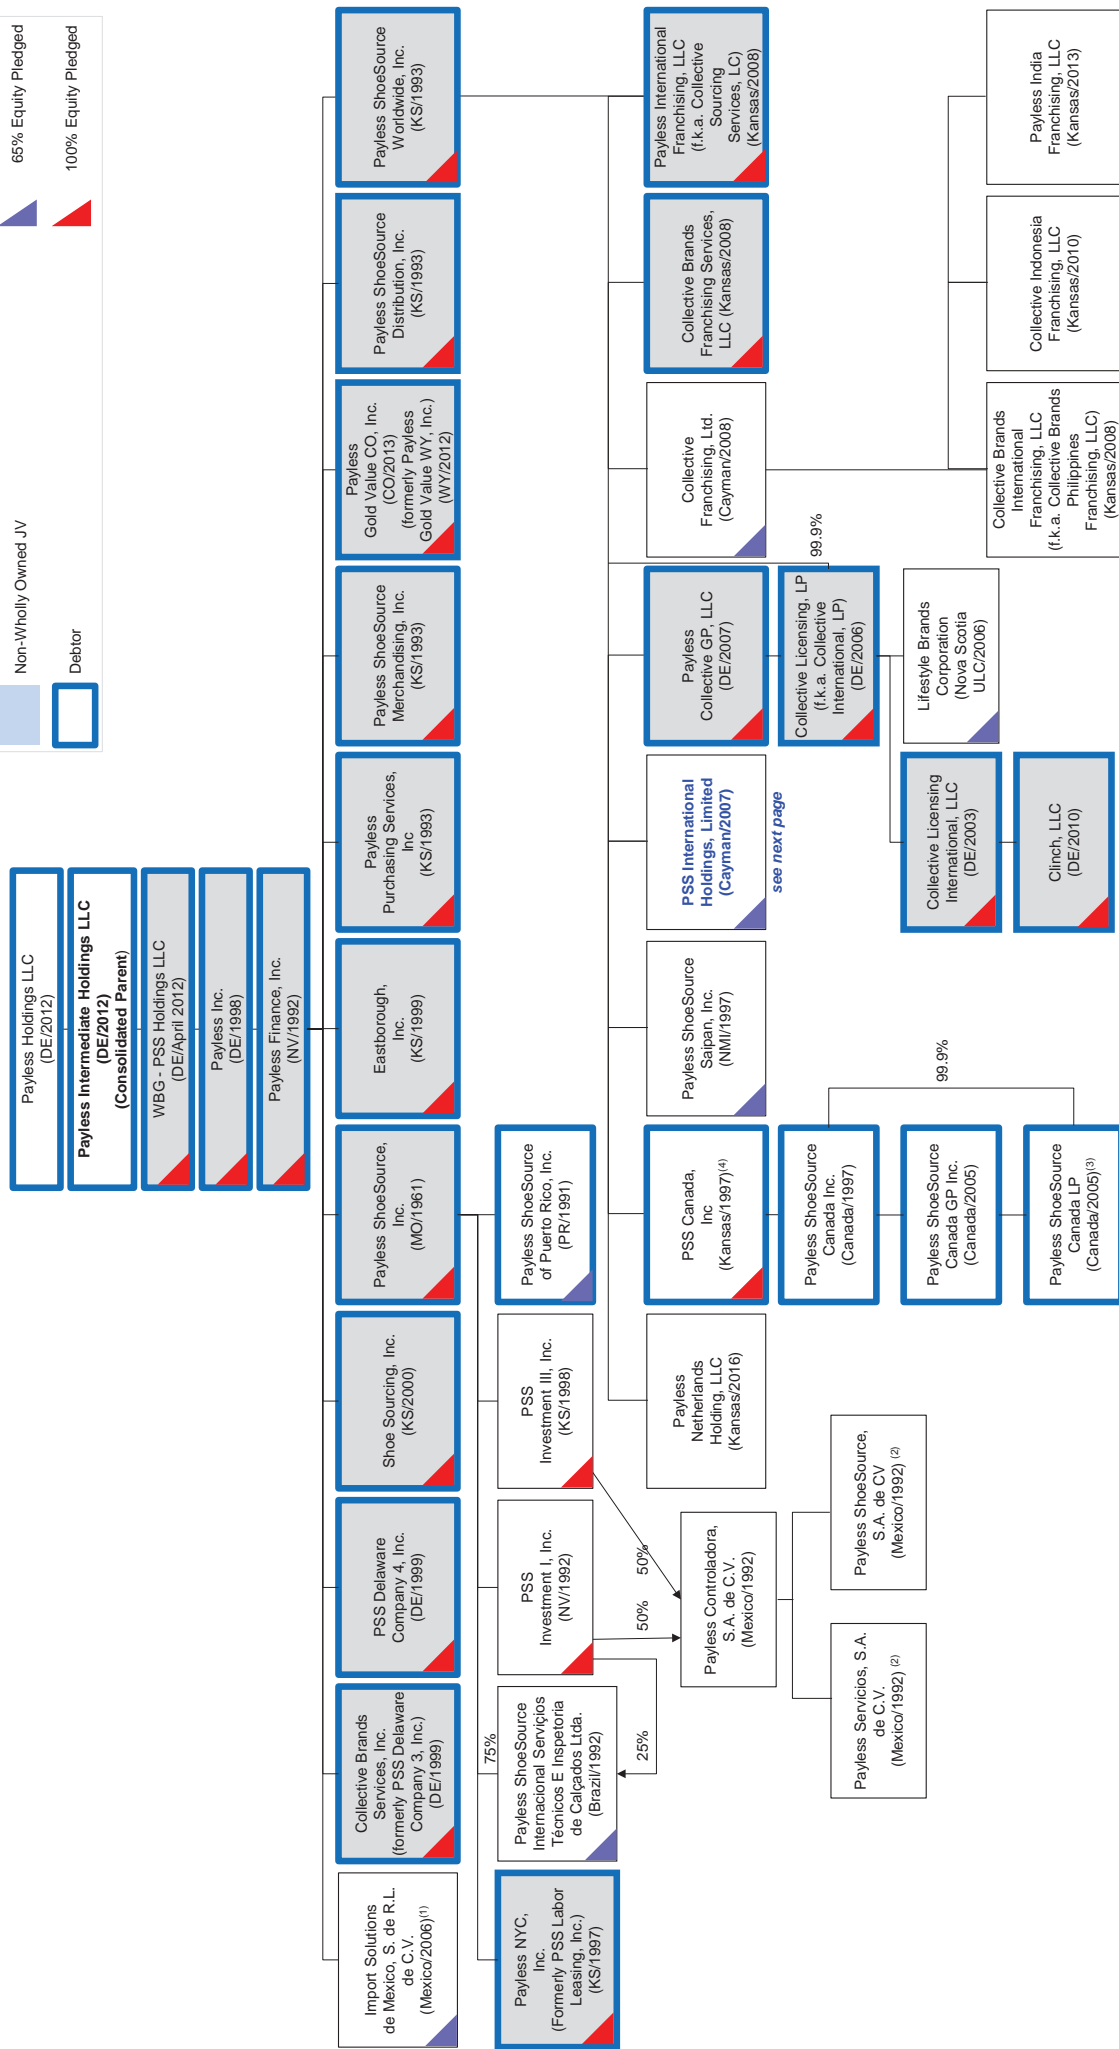 65% Equity Pledged
100% Equity Pledged
Non-Wholly Owned JV
Debtor
Payless Holdings LLC
(DE/2012)
Payless Intermediate Holdings LLC
(DE/2012)
(Consolidated Parent)
WBG - PSS Holdings LLC
(DE/April 2012)
Payless Inc.
(DE/1998)
Payless Finance, Inc.
(NV/1992)
Import Solutions
de Mexico, S. de R.L.
de C.V.
(Mexico/2006)(1)
Collective Brands
Services, Inc.
(formerly PSS Delaware
Company 3, Inc.)
(DE/1999)
PSS Delaware
Company 4, Inc.
(DE/1999)
Shoe Sourcing, Inc.
(KS/2000)
Payless ShoeSource,
Inc.
(MO/1961)
Eastborough,
Inc.
(KS/1999)
Payless
Purchasing Services,
Inc
(KS/1993)
Payless ShoeSource
Merchandising, Inc.
(KS/1993)
Payless
Gold Value CO, Inc.
(CO/2013)
(formerly Payless
Gold Value WY, Inc.)
(WY/2012)
Payless ShoeSource
Distribution, Inc.
(KS/1993)
Payless ShoeSource
Worldwide, Inc.
(KS/1993)
Payless NYC,
Inc.
(Formerly PSS Labor
Leasing, Inc.)
(KS/1997)
75%
Payless ShoeSource
Internacional Serviçios
Técnicos E Inspetoria
de Calçados Ltda.
(Brazil/1992)
PSS
Investment I, Inc.
(NV/1992)
PSS
Investment III, Inc.
(KS/1998)
Payless ShoeSource
of Puerto Rico, Inc.
(PR/1991)
25%
50%
50%
Payless Controladora,
S.A. de C.V.
(Mexico/1992)
Payless Servicios, S.A.
de C.V.
(Mexico/1992) (2)
Payless ShoeSource,
S.A. de CV
(Mexico/1992) (2)
Payless
Netherlands
Holding, LLC
(Kansas/2016)
PSS Canada,
Inc
(Kansas/1997)(4)
Payless ShoeSource
Saipan, Inc.
(NMI/1997)
PSS International
Holdings, Limited
(Cayman/2007)
see next page
Payless
Collective GP, LLC
(DE/2007)
Collective
Franchising, Ltd.
(Cayman/2008)
Collective Brands
Franchising Services,
LLC (Kansas/2008)
Payless International
Franchising, LLC
(f.k.a. Collective
Sourcing
Services, LC)
(Kansas/2008)
Payless ShoeSource
Canada Inc.
(Canada/1997)
Payless ShoeSource
Canada GP Inc.
(Canada/2005)
99.9%
Payless ShoeSource
Canada LP
(Canada/2005)(3)
Collective Licensing, LP
(f.k.a. Collective
International, LP)
(DE/2006)
99.9%
Collective Licensing
International, LLC
(DE/2003)
Lifestyle Brands
Corporation
(Nova Scotia
ULC/2006)
Clinch, LLC
(DE/2010)
Collective Brands
International
Franchising, LLC
(f.k.a. Collective Brands
Philippines
Franchising, LLC)
(Kansas/2008)
Collective Indonesia
Franchising, LLC
(Kansas/2010)
Payless India
Franchising, LLC
(Kansas/2013)